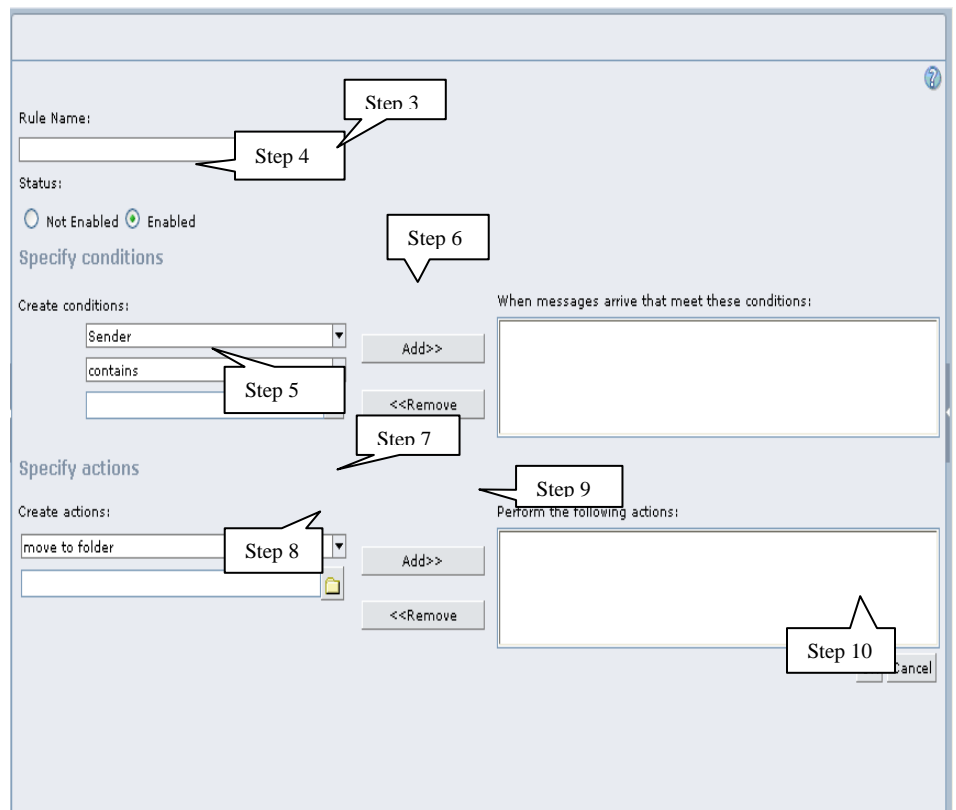 Step 3
Rule Name:
Step 4
Status:
Not Enabled Enabled
Step 6
Specify conditions
Create conditions:
When messages arrive that meet these conditions:
Sender
Add>>
contains
Step 5
<<Remove
Step 7
Specify actions
Step 9
Create actions:
Perform the following actions:
move to folder
Step 8
Add>>
<<Remove
Step 10
Cancel